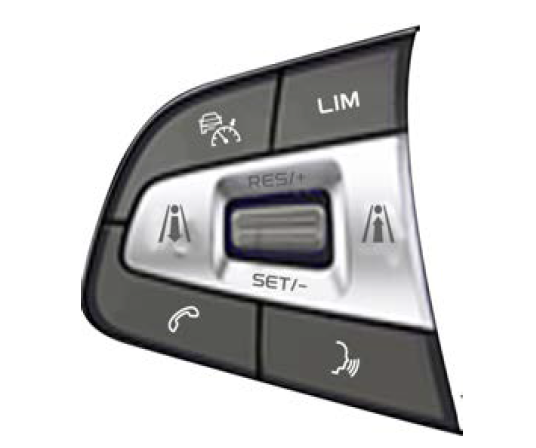 LIM
RES/+
SET/-